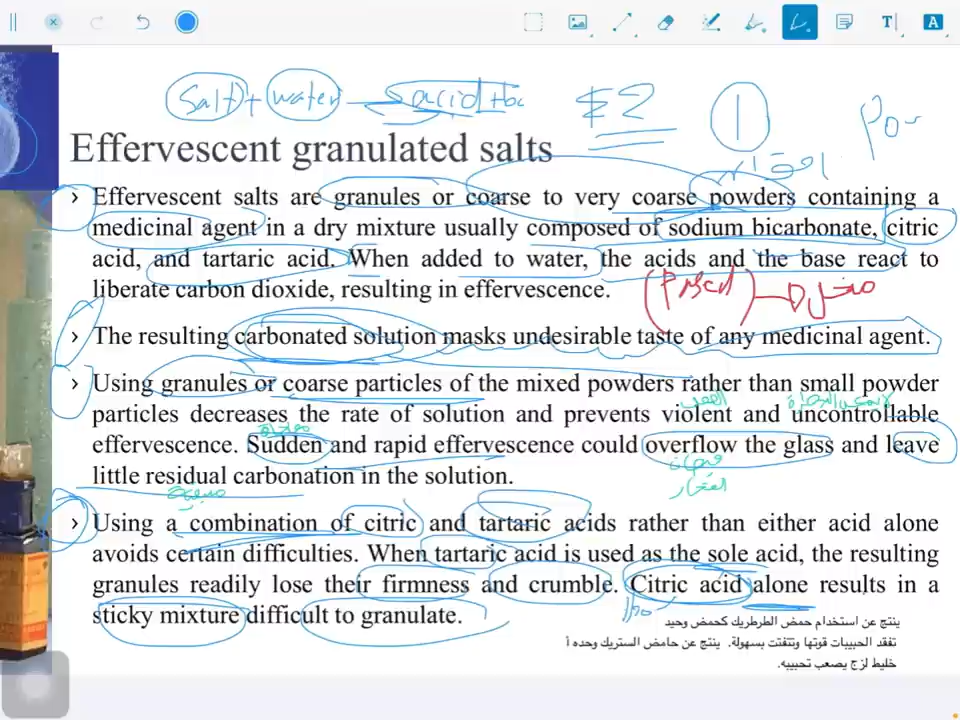 T A
Salt + water acid + ba
1
Effervescent granulated salts
› Effervescent salts are granules or coarse to very coarse powders containing a
medicinal agent in a dry mixture usually composed of sodium bicarbonate, citric
acid, and tartaric acid. When added to water, the acids and the base react to
liberate carbon dioxide, resulting in effervescence.
› The resulting carbonated solution masks undesirable taste of any medicinal agent.
› Using granules or coarse particles of the mixed powders rather than small powder
particles decreases the rate of solution and prevents violent and uncontrollable
effervescence. Sudden and rapid effervescence could overflow the glass and leave
little residual carbonation in the solution.
› Using a combination of citric and tartaric acids rather than either acid alone
avoids certain difficulties. When tartaric acid is used as the sole acid, the resulting
granules readily lose their firmness and crumble. Citric acid alone results in a
sticky mixture difficult to granulate.
ينتج عن استخدام حمض الطرطريك كحمض وحيد
تفقد الحبيبات قوتها وتتفتت بسهولة. ينتج عن حامض الستريك وحده أ
خليط لزج يصعب تحبيبه.